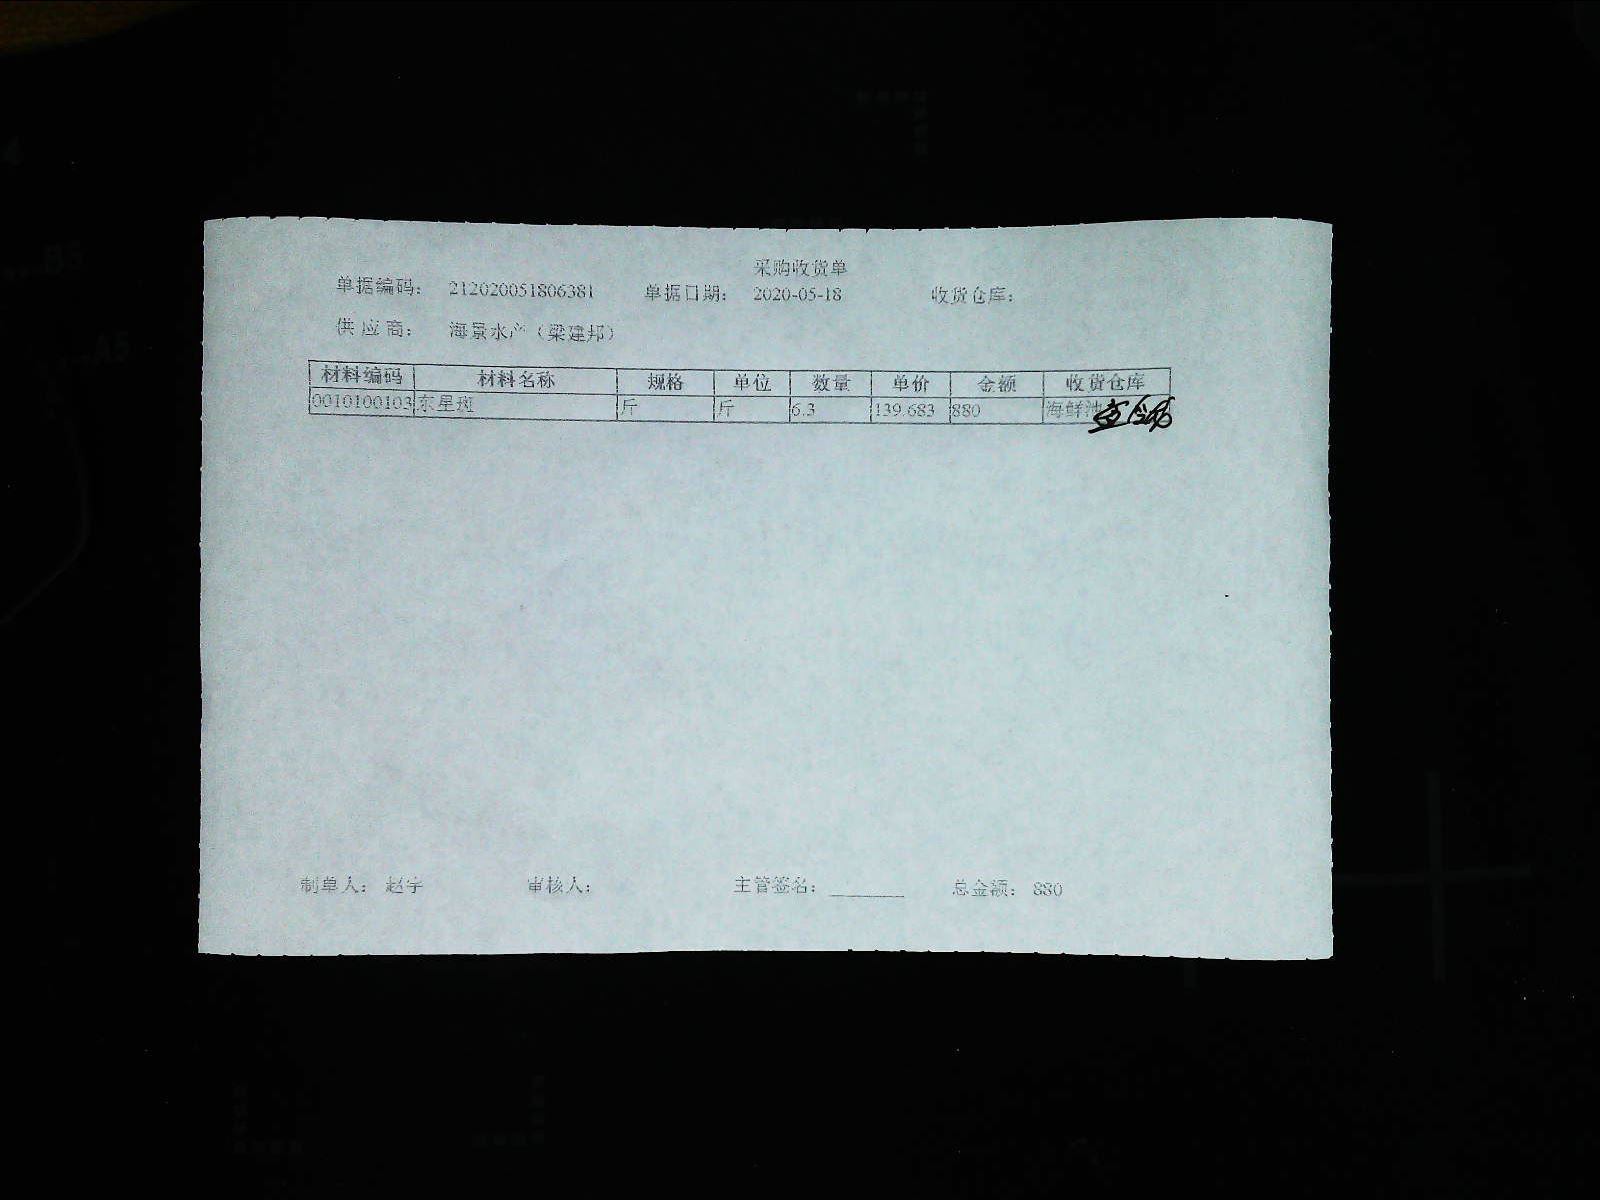 采购收货单
单据编码： 212020051806381 单据日期： 2020-05-18 收货仓库：
供应商： 海景水产（梁建邦）
材料编码 材料名称 规格 单位 数量 单价 金额 收货仓库
0010100103 东星斑 斤 斤 6.3 139.683 880 海鲜池
制单人： 赵宇 审核人： 主管签名： 总金额： 880